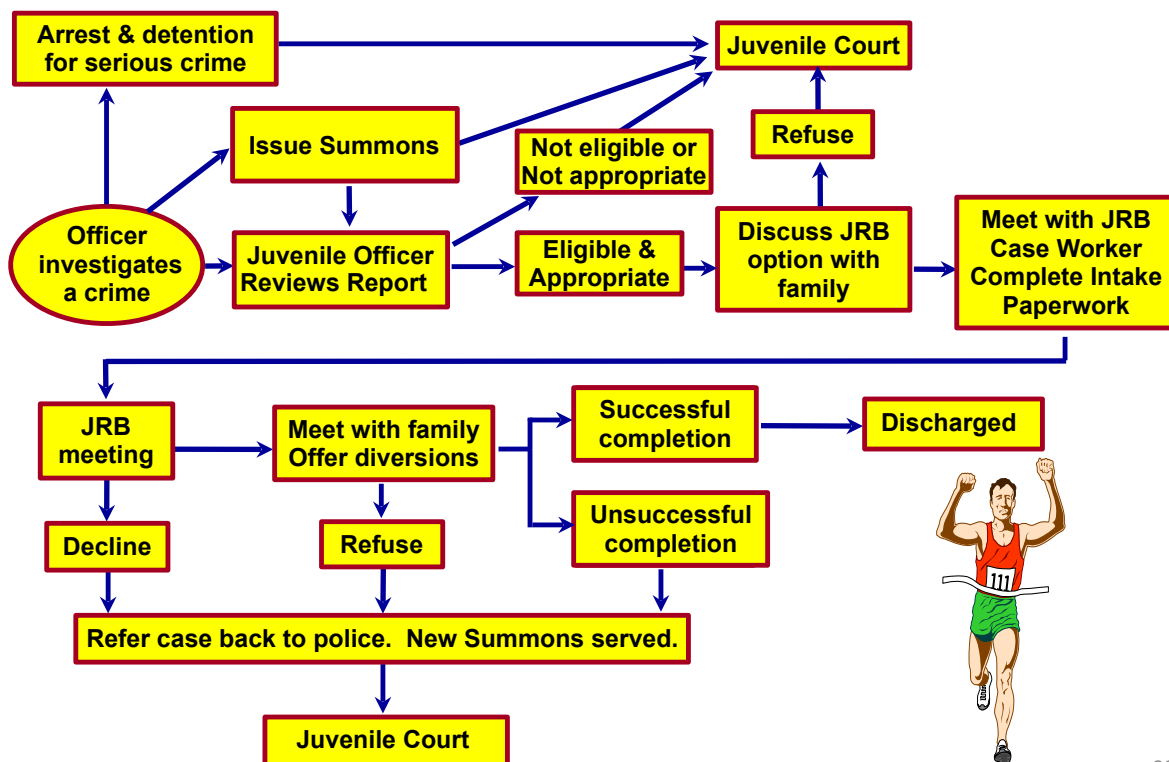 Arrest & detention
for serious crime
Juvenile Court
Issue Summons
Refuse
Not eligible or
Not appropriate
Officer
investigates
a crime
Juvenile Officer
Reviews Report
Eligible &
Appropriate
Discuss JRB
option with
family
Meet with JRB
Case Worker
Complete Intake
Paperwork
JRB
meeting
Meet with family
Offer diversions
Successful
completion
Discharged
Decline
Refuse
Unsuccessful
completion
111
Refer case back to police.  New Summons served.
Juvenile Court